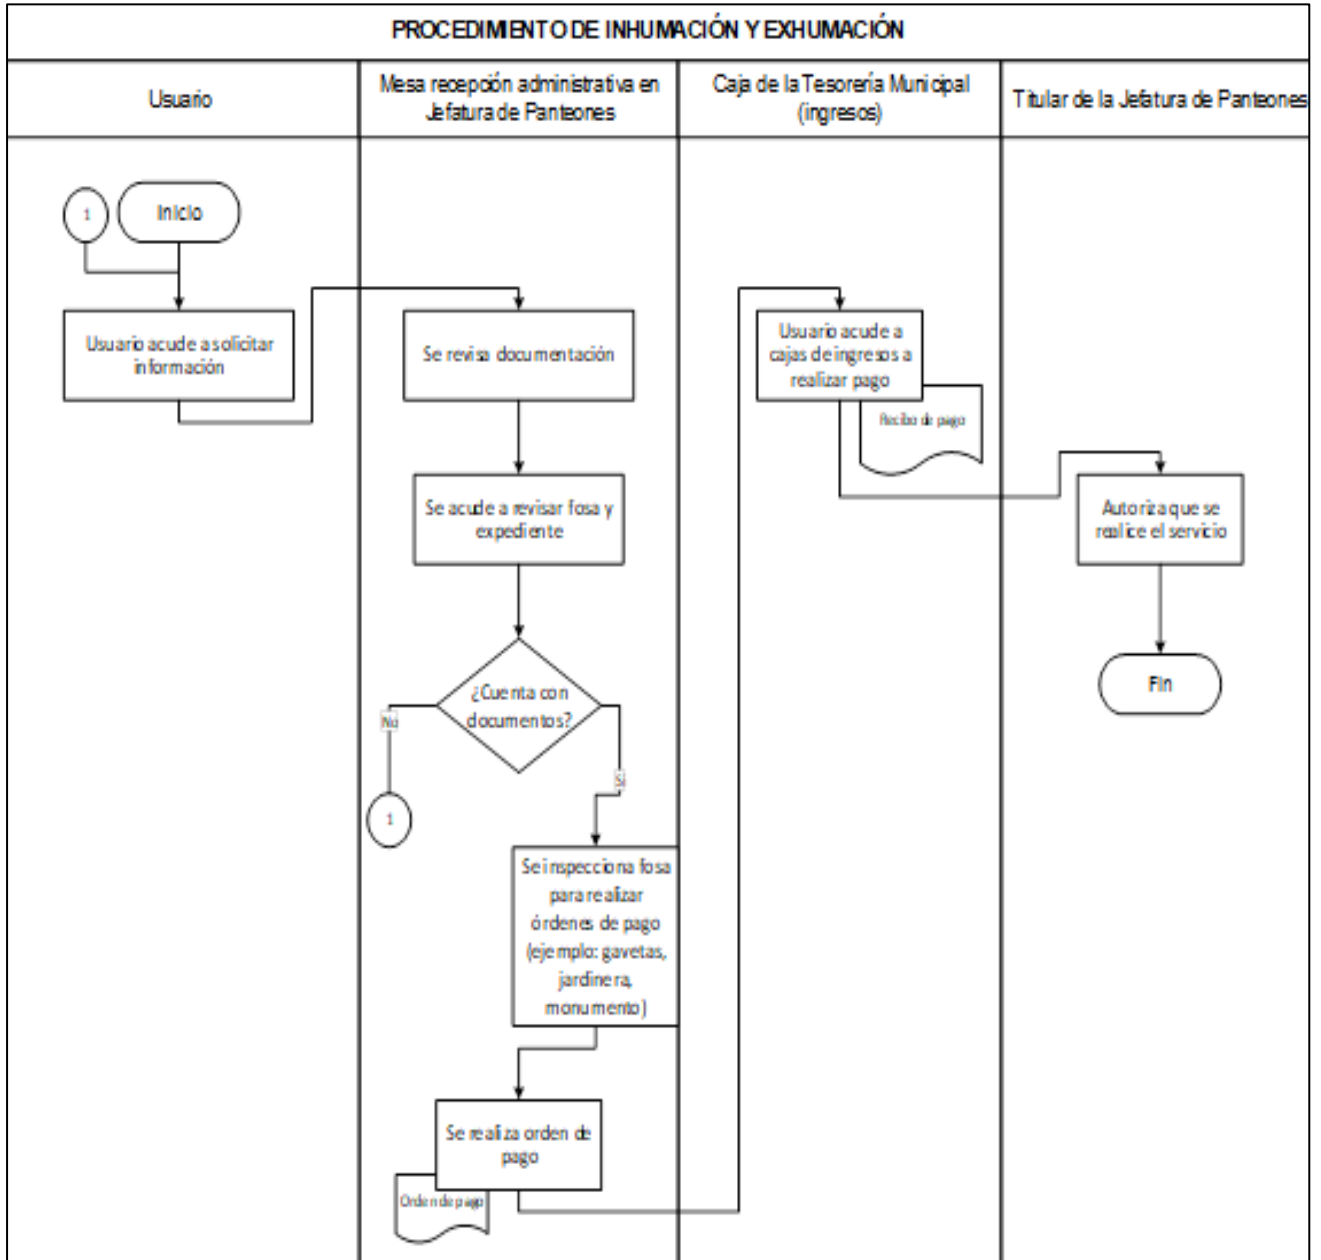 PROCEDIMIENTO DE INHUMACIÓN Y EXHUMACIÓN
Usuario
Mesa recepción administrativa en
Jefatura de Panteones
Caja de la Tesorería Municipal
(ingresos)
Titular de la Jefatura de Panteones
1
Inicio
Usuario acude a solicitar
información
Se revisa documentación
Se acude a revisar fosa y
expediente
¿Cuenta con
documentos?
No
1
Si
Se inspecciona fosa
para realizar
órdenes de pago
(ejemplo: gavetas,
jardinera,
monumento)
Se realiza orden de
pago
Orden de pago
Usuario acude a
cajas de ingresos a
realizar pago
Recibo de pago
Autoriza que se
realice el servicio
Fin